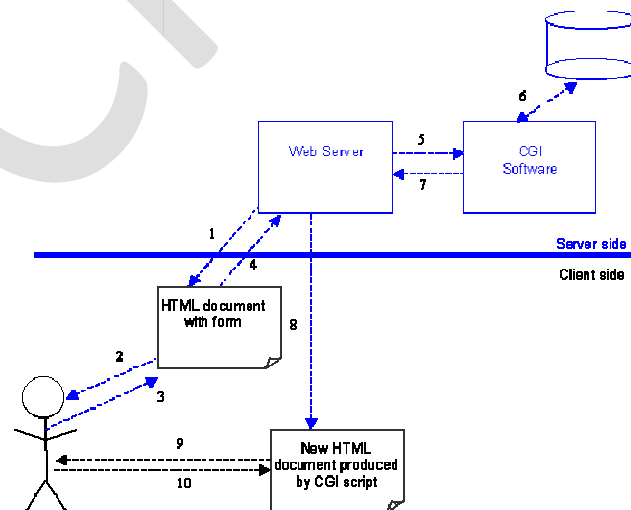 6
Web Server
5
CGI
Software
7
1
Server side
4
Client side
HTML document
with form
8
2
3
9
New HTML
document produced
by CGI script
10